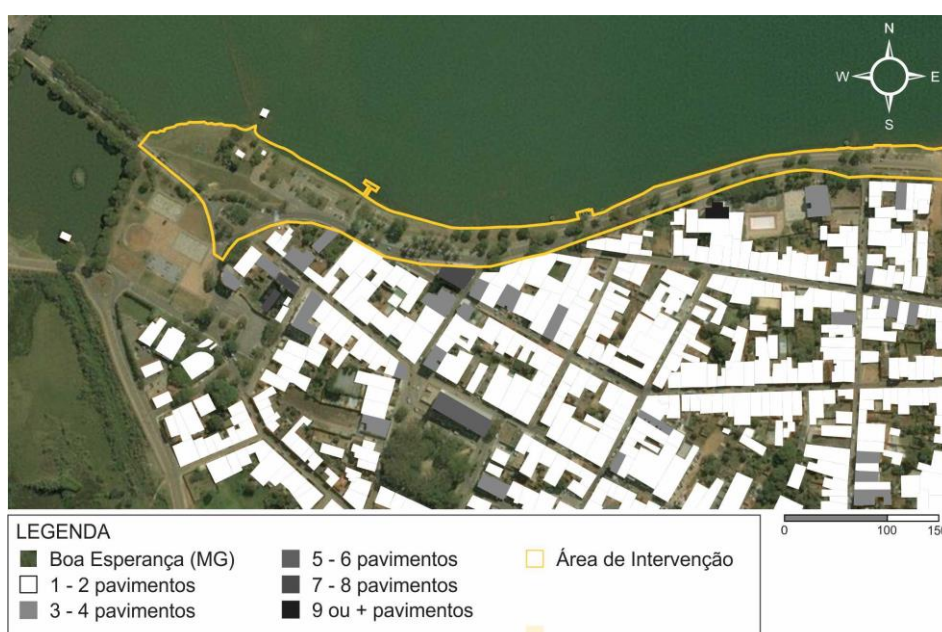 N
W E
S
LEGENDA
Boa Esperança (MG)
1 - 2 pavimentos
3 - 4 pavimentos
5 - 6 pavimentos
7 - 8 pavimentos
9 ou + pavimentos
Área de Intervenção
0 100